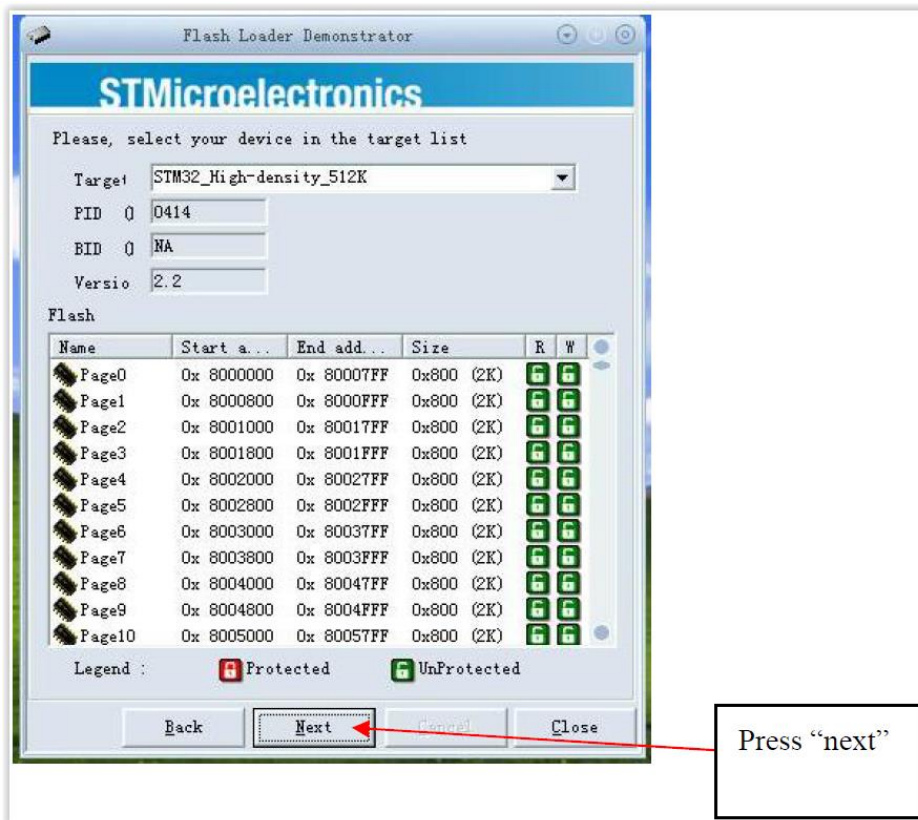 Flash Loader Demonstrator
STMicroelectronics
Please, select your device in the target list
Target STM32_High-density_512K
PID () 0414
BID () NA
Versio 2.2
Flash
Name Start a... End add... Size R W
Page0 0x 8000000 0x 80007FF 0x800 (2K)
Page1 0x 8000800 0x 8000FFF 0x800 (2K)
Page2 0x 8001000 0x 80017FF 0x800 (2K)
Page3 0x 8001800 0x 8001FFF 0x800 (2K)
Page4 0x 8002000 0x 80027FF 0x800 (2K)
Page5 0x 8002800 0x 8002FFF 0x800 (2K)
Page6 0x 8003000 0x 80037FF 0x800 (2K)
Page7 0x 8003800 0x 8003FFF 0x800 (2K)
Page8 0x 8004000 0x 80047FF 0x800 (2K)
Page9 0x 8004800 0x 8004FFF 0x800 (2K)
Page10 0x 8005000 0x 80057FF 0x800 (2K)
Legend : Protected UnProtected
Back Next Cancel Close
Press “next”